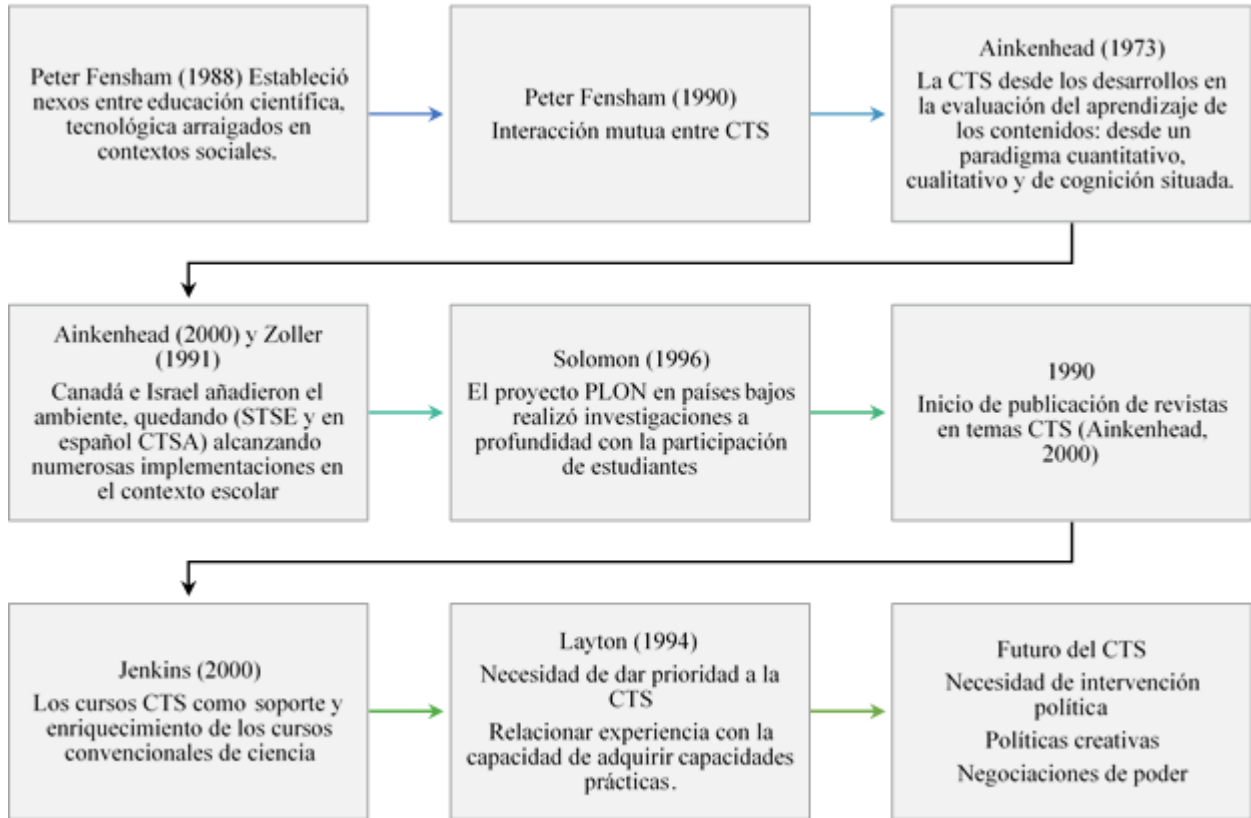 Peter Fensham (1988) Estableció
nexos entre educación científica,
tecnológica arraigados en
contextos sociales.
Peter Fensham (1990)
Interacción mutua entre CTS
Ainkenhead (1973)
La CTS desde los desarrollos en
la evaluación del aprendizaje de
los contenidos: desde un
paradigma cuantitativo,
cualitativo y de cognición situada.
Ainkenhead (2000) y Zoller
(1991)
Canadá e Israel añadieron el
ambiente, quedando (STSE y en
español CTSA) alcanzando
numerosas implementaciones en
el contexto escolar
Solomon (1996)
El proyecto PLON en países bajos
realizó investigaciones a
profundidad con la participación
de estudiantes
1990
Inicio de publicación de revistas
en temas CTS (Ainkenhead,
2000)
Jenkins (2000)
Los cursos CTS como soporte y
enriquecimiento de los cursos
convencionales de ciencia
Layton (1994)
Necesidad de dar prioridad a la
CTS
Relacionar experiencia con la
capacidad de adquirir capacidades
prácticas.
Futuro del CTS
Necesidad de intervención
política
Políticas creativas
Negociaciones de poder